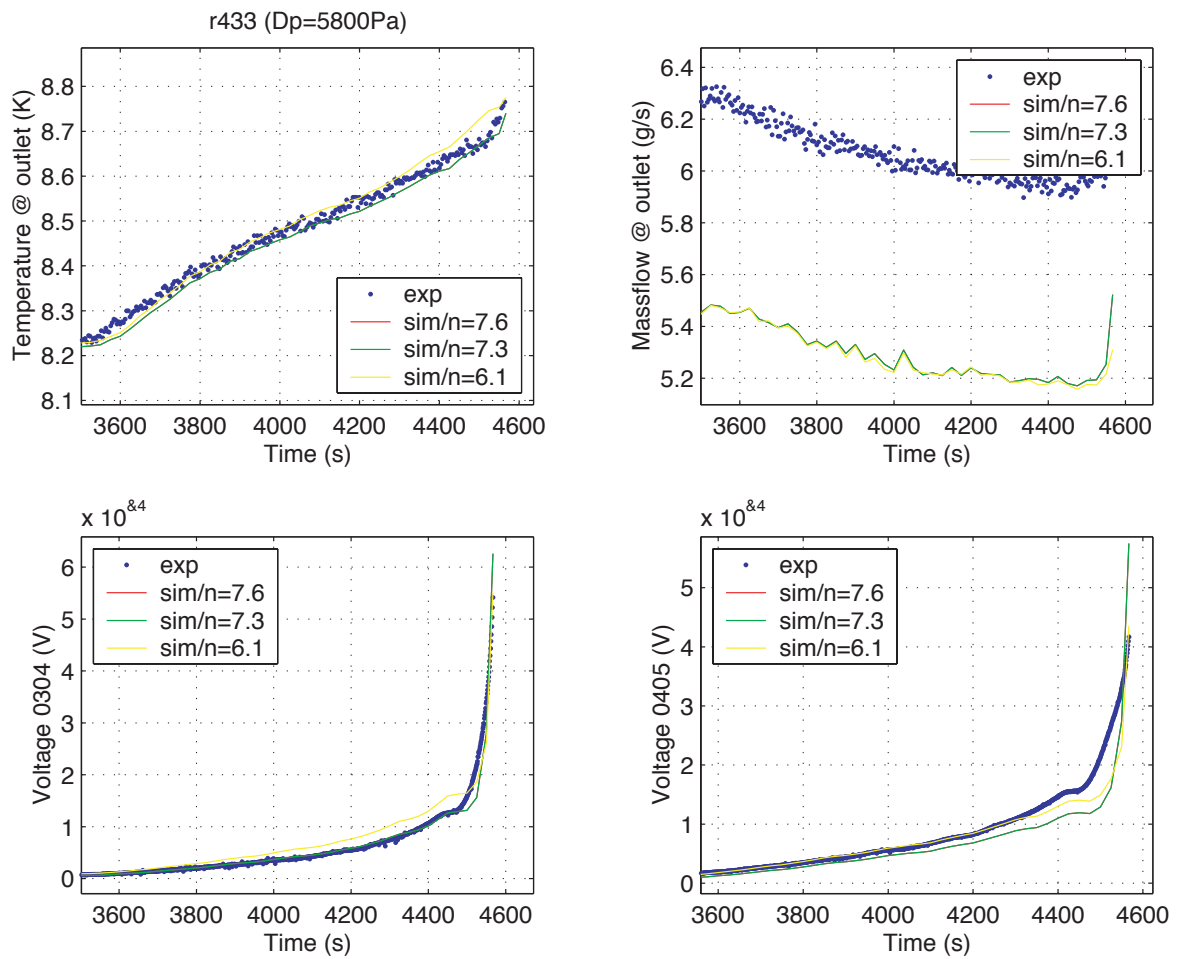 r433 (Dp=5800Pa)
Temperature @ outlet (K)
8.8
8.7
8.6
8.5
8.4
8.3
8.2
8.1
exp
sim/n=7.6
sim/n=7.3
sim/n=6.1
3600 3800 4000 4200 4400 4600
Time (s)
Massflow @ outlet (g/s)
6.4
6.2
6
5.8
5.6
5.4
5.2
exp
sim/n=7.6
sim/n=7.3
sim/n=6.1
3600 3800 4000 4200 4400 4600
Time (s)
x 10&4
Voltage 0304 (V)
6
5
4
3
2
1
0
exp
sim/n=7.6
sim/n=7.3
sim/n=6.1
3600 3800 4000 4200 4400 4600
Time (s)
x 10&4
Voltage 0405 (V)
5
4
3
2
1
0
exp
sim/n=7.6
sim/n=7.3
sim/n=6.1
3600 3800 4000 4200 4400 4600
Time (s)